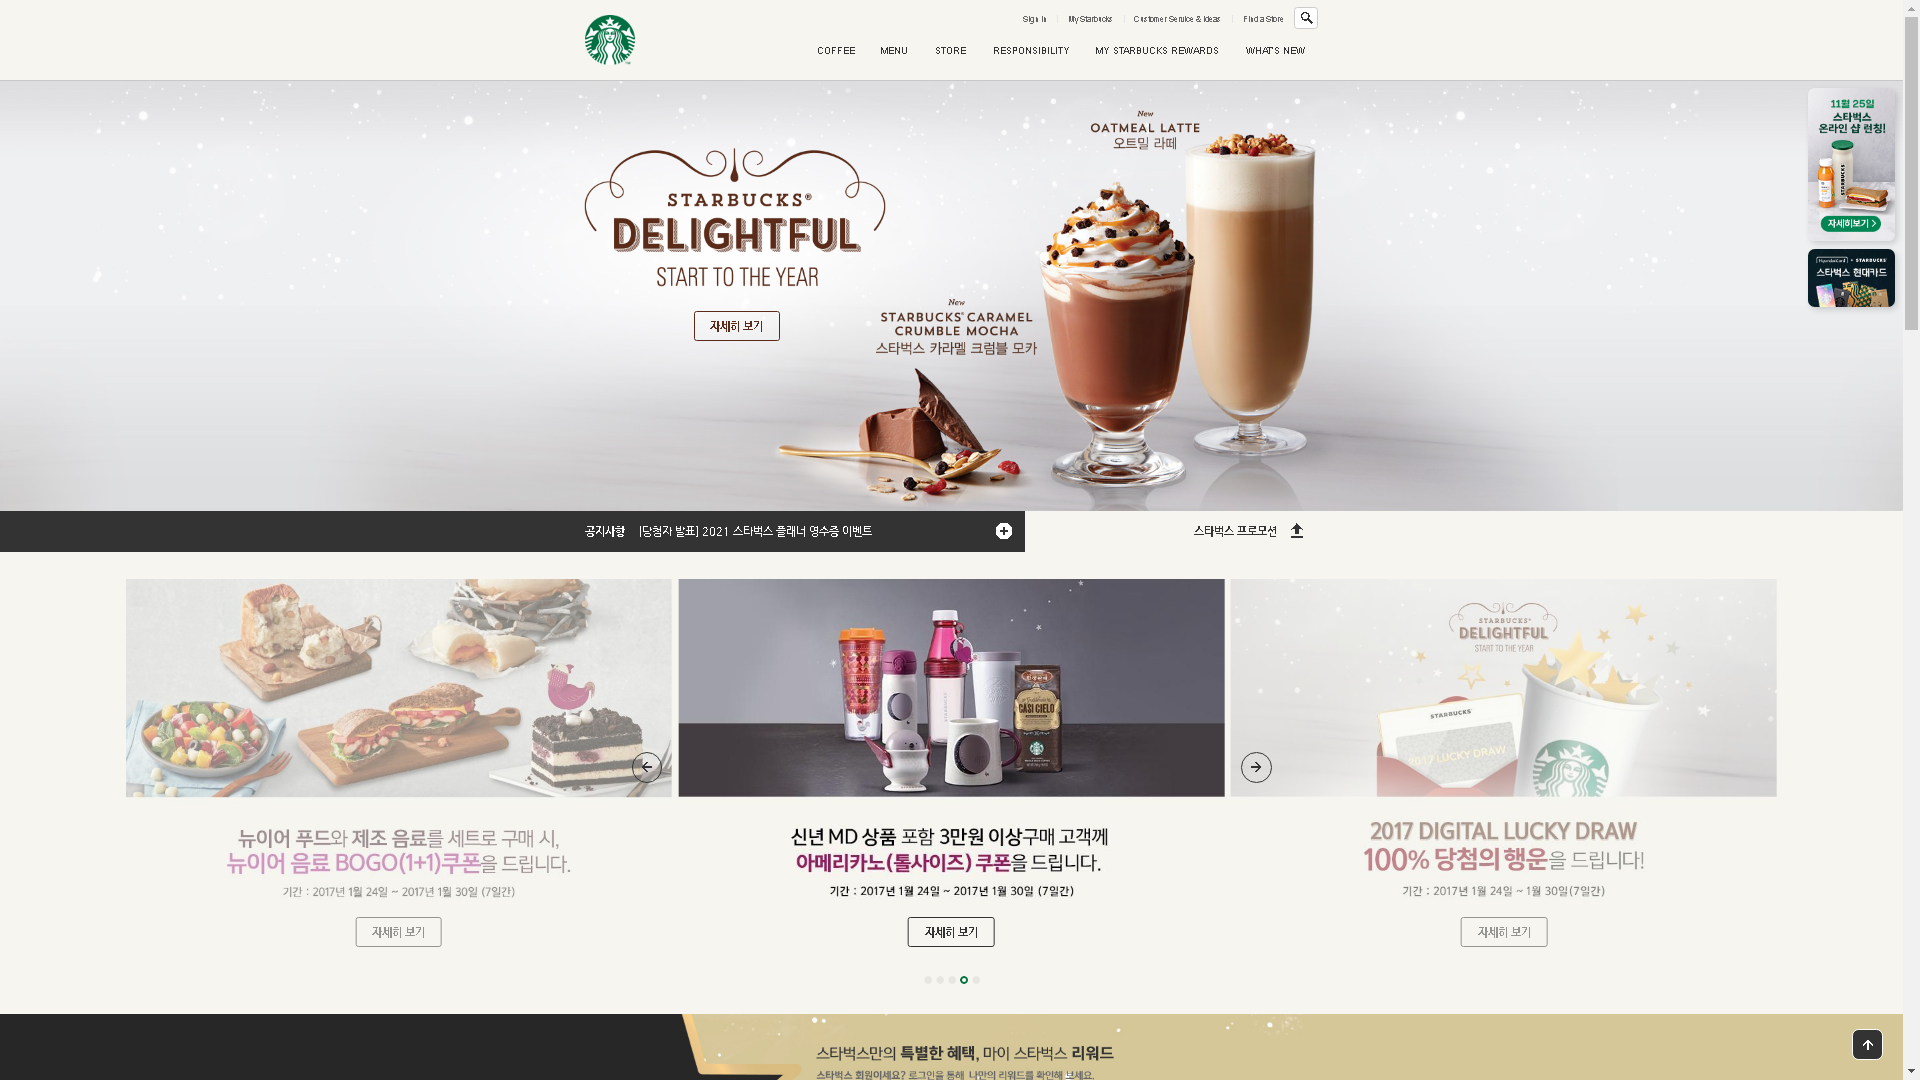 Sign In
My Starbucks
Customer Service & Ideas
Find a Store
COFFEE
MENU
STORE
RESPONSIBILITY
MY STARBUCKS REWARDS
WHAT'S NEW
STARBUCKS®
DELIGHTFUL
START TO THE YEAR
자세히 보기
New
OATMEAL LATTE
오트밀 라떼
New
STARBUCKS® CARAMEL
CRUMBLE MOCHA
스타벅스 카라멜 크럼블 모카
11월 25일
스타벅스
온라인 샵 런칭!
STARBUCKS
자세히보기 >
HyundaiCard + STARBUCKS
스타벅스 현대카드
공지사항
[당첨자 발표] 2021 스타벅스 플래너 영수증 이벤트
스타벅스 프로모션
뉴이어 푸드와 제조 음료를 세트로 구매 시,
뉴이어 음료 BOGO(1+1)쿠폰을 드립니다.
기간 : 2017년 1월 24일 ~ 2017년 1월 30일 (7일간)
자세히 보기
CASI CIELO
신년 MD 상품 포함 3만원 이상구매 고객께
아메리카노(톨사이즈) 쿠폰을 드립니다.
기간 : 2017년 1월 24일 ~ 2017년 1월 30일 (7일간)
자세히 보기
STARBUCKS®
DELIGHTFUL
START TO THE YEAR
STARBUCKS
2017 LUCKY DRAW
2017 DIGITAL LUCKY DRAW
100% 당첨의 행운을 드립니다!
기간 : 2017년 1월 24일 ~ 1월 30일(7일간)
자세히 보기
스타벅스만의 특별한 혜택, 마이 스타벅스 리워드
스타벅스 회원이세요? 로그인을 통해 나만의 리워드를 확인해 보세요.